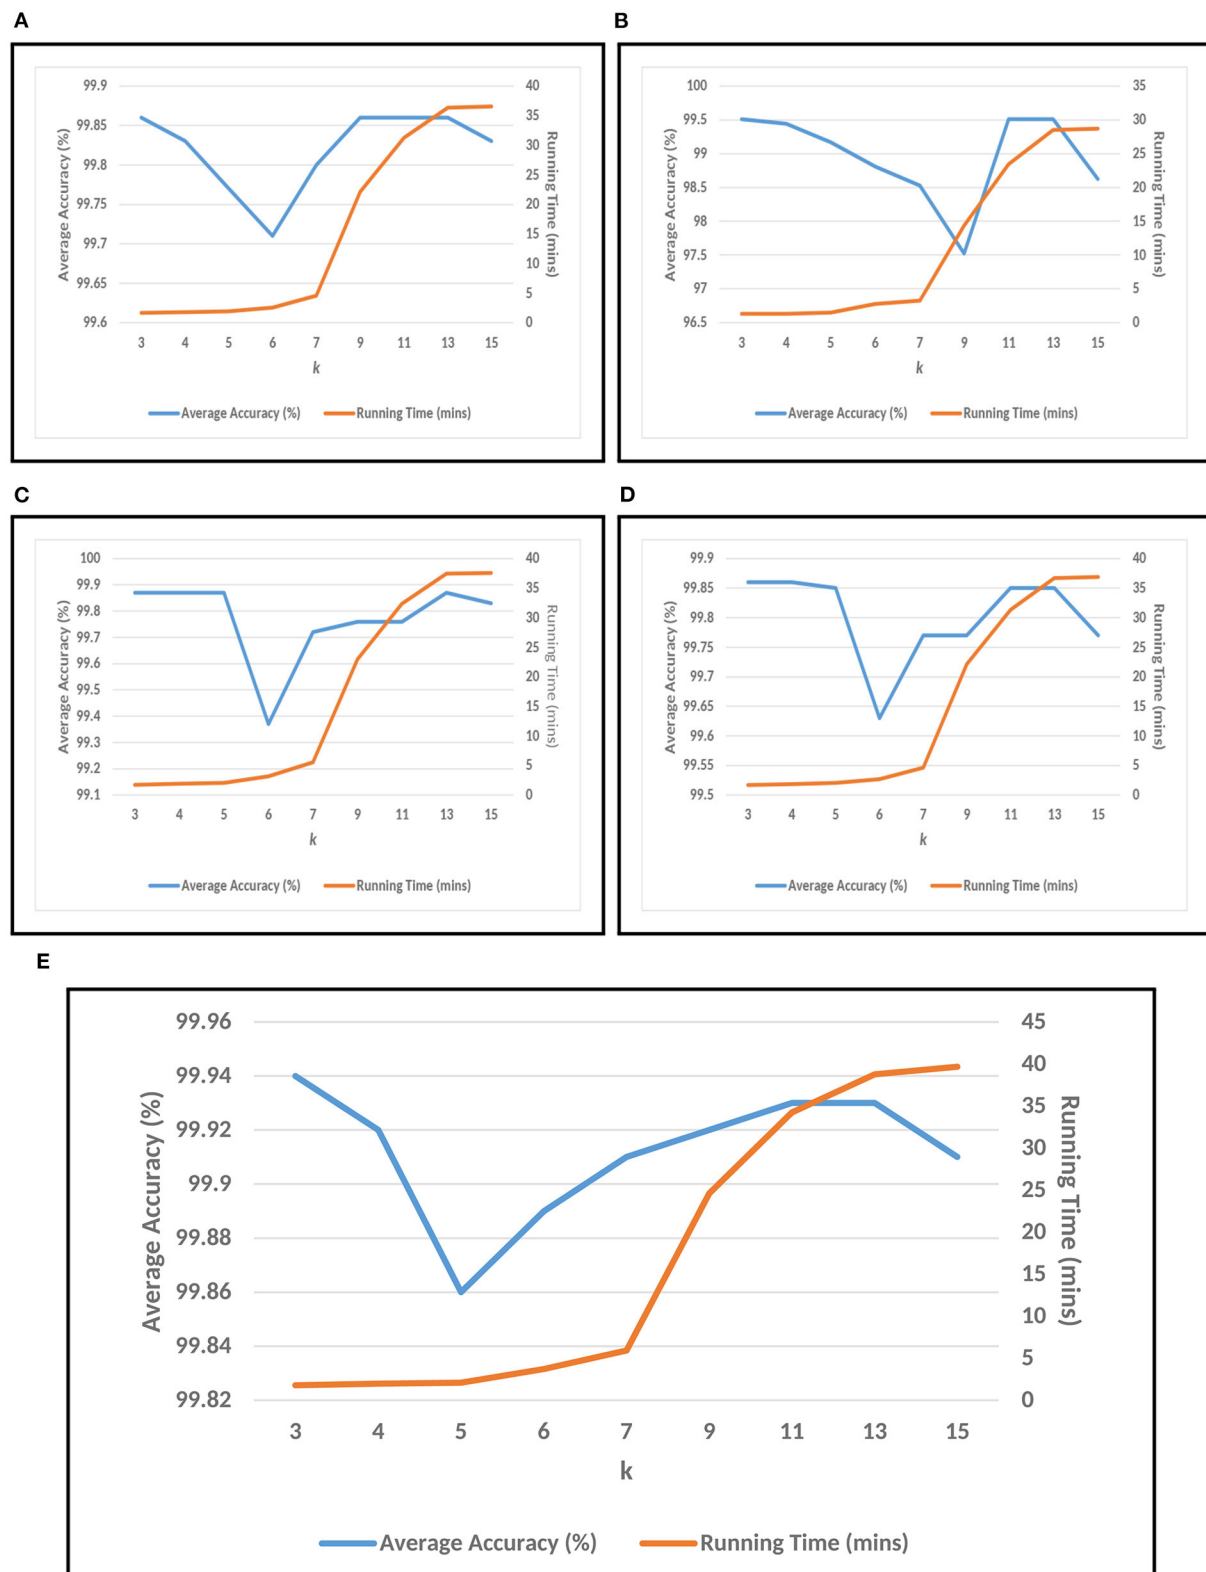 A
99.9
99.85
99.8
99.75
99.7
99.65
99.6
Average Accuracy (%)
40
35
30
25
20
15
10
5
0
Running Time (mins)
3 4 5 6 7 9 11 13 15
k
Average Accuracy (%) Running Time (mins)
B
100
99.5
99
98.5
98
97.5
97
96.5
Average Accuracy (%)
35
30
25
20
15
10
5
0
Running Time (mins)
3 4 5 6 7 9 11 13 15
k
Average Accuracy (%) Running Time (mins)
C
100
99.9
99.8
99.7
99.6
99.5
99.4
99.3
99.2
99.1
Average Accuracy (%)
40
35
30
25
20
15
10
5
0
Running Time (mins)
3 4 5 6 7 9 11 13 15
k
Average Accuracy (%) Running Time (mins)
D
99.9
99.85
99.8
99.75
99.7
99.65
99.6
99.55
99.5
Average Accuracy (%)
40
35
30
25
20
15
10
5
0
Running Time (mins)
3 4 5 6 7 9 11 13 15
k
Average Accuracy (%) Running Time (mins)
E
99.96
99.94
99.92
99.9
99.88
99.86
99.84
99.82
Average Accuracy (%)
45
40
35
30
25
20
15
10
5
0
Running Time (mins)
3 4 5 6 7 9 11 13 15
k
Average Accuracy (%) Running Time (mins)